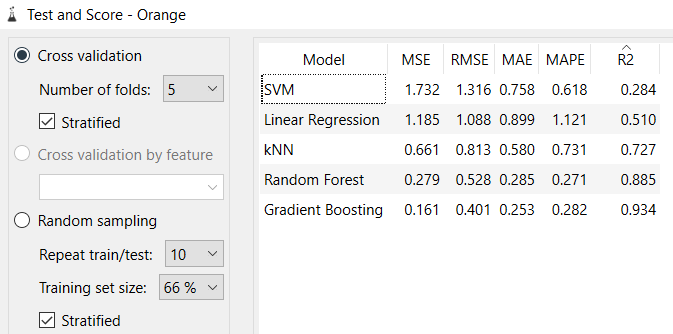 Test and Score - Orange
Cross validation
Number of folds: 5
Stratified
Cross validation by feature
Random sampling
Repeat train/test: 10
Training set size: 66 %
Stratified
Model MSE RMSE MAE MAPE R2
SVM 1.732 1.316 0.758 0.618 0.284
Linear Regression 1.185 1.088 0.899 1.121 0.510
kNN 0.661 0.813 0.580 0.731 0.727
Random Forest 0.279 0.528 0.285 0.271 0.885
Gradient Boosting 0.161 0.401 0.253 0.282 0.934